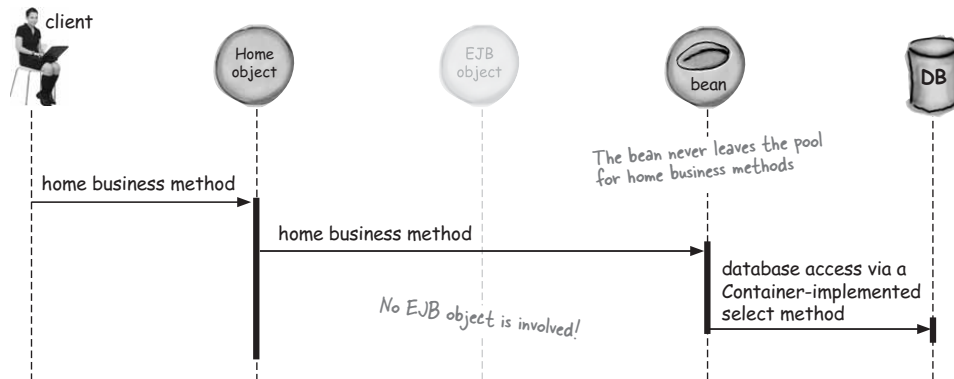 client
Home
object
EJB
object
bean
DB
The bean never leaves the pool
for home business methods
home business method
home business method
database access via a
Container-implemented
select method
No EJB object is involved!